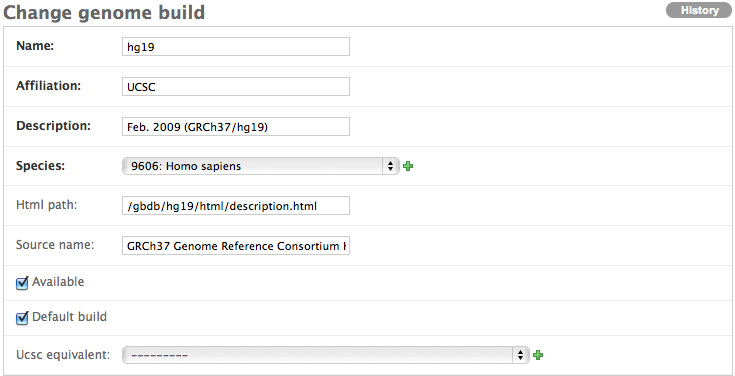 Change genome build
History
Name: hg19
Affiliation: UCSC
Description: Feb. 2009 (GRCh37/hg19)
Species: 9606: Homo sapiens
Html path: /gbdb/hg19/html/description.html
Source name: GRCh37 Genome Reference Consortium
Available
Default build
Ucsc equivalent: ---------